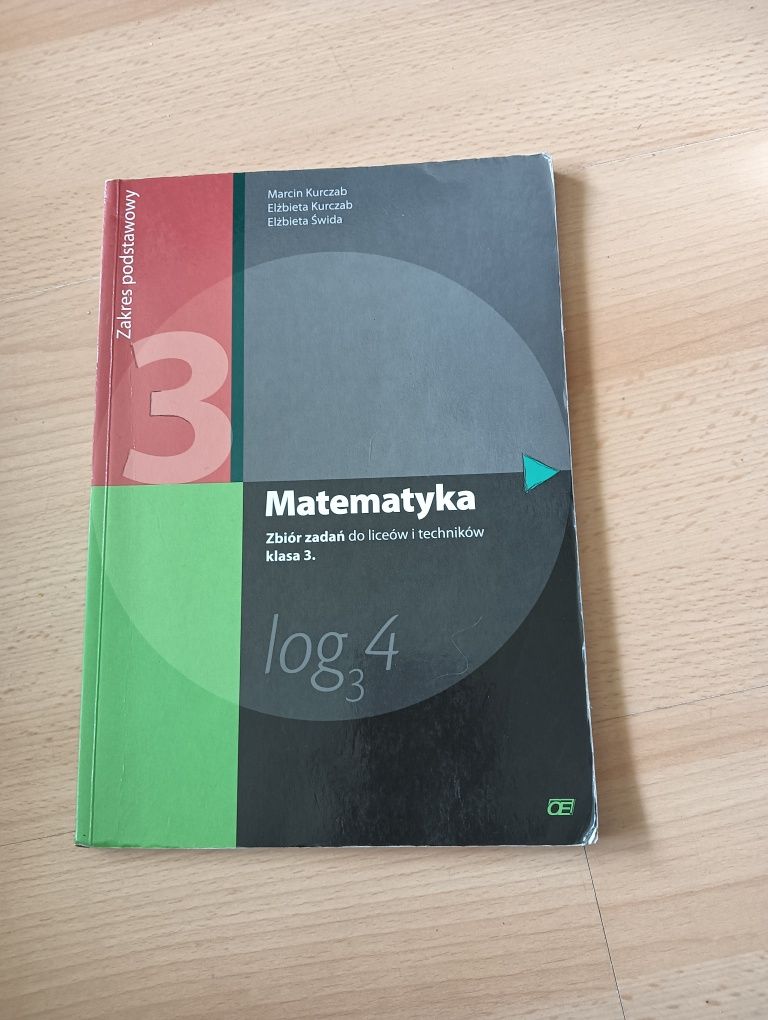 Marcin Kurczab
Elżbieta Kurczab
Elżbieta Świda
Zakres podstawowy
3
Matematyka
Zbiór zadań do liceów i techników
klasa 3.
log₃4
OE